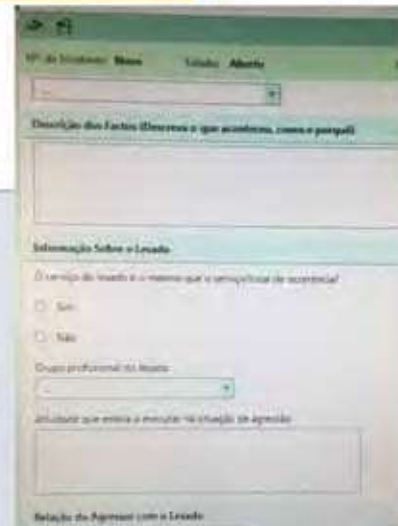 Nº do Incidente: Novo Estado: Aberto
Descrição dos Factos (Descreva o que aconteceu, como e porquê)
Informação Sobre o Lesado
O serviço do lesado é o mesmo que o serviço/local de ocorrência?
Sim
Não
Grupo profissional do lesado
Atividade que estava a executar na situação de agressão
Relação do Agressor com o Lesado